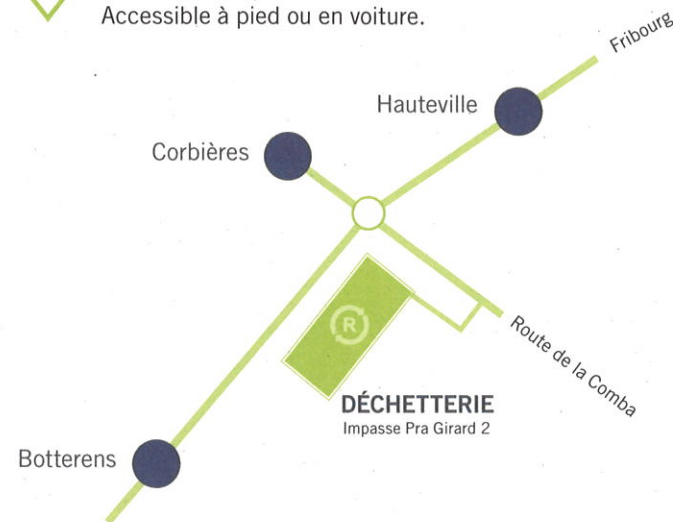 Accessible à pied ou en voiture.
Fribourg
Hauteville
Corbières
R
Route de la Comba
DÉCHETTERIE
Impasse Pra Girard 2
Botterens